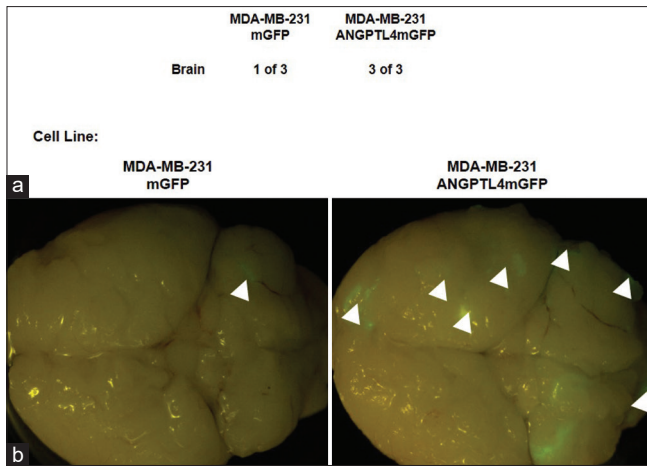 MDA-MB-231 MDA-MB-231
mGFP ANGPTL4mGFP
Brain 1 of 3 3 of 3
Cell Line:
MDA-MB-231 MDA-MB-231
mGFP ANGPTL4mGFP
a
b